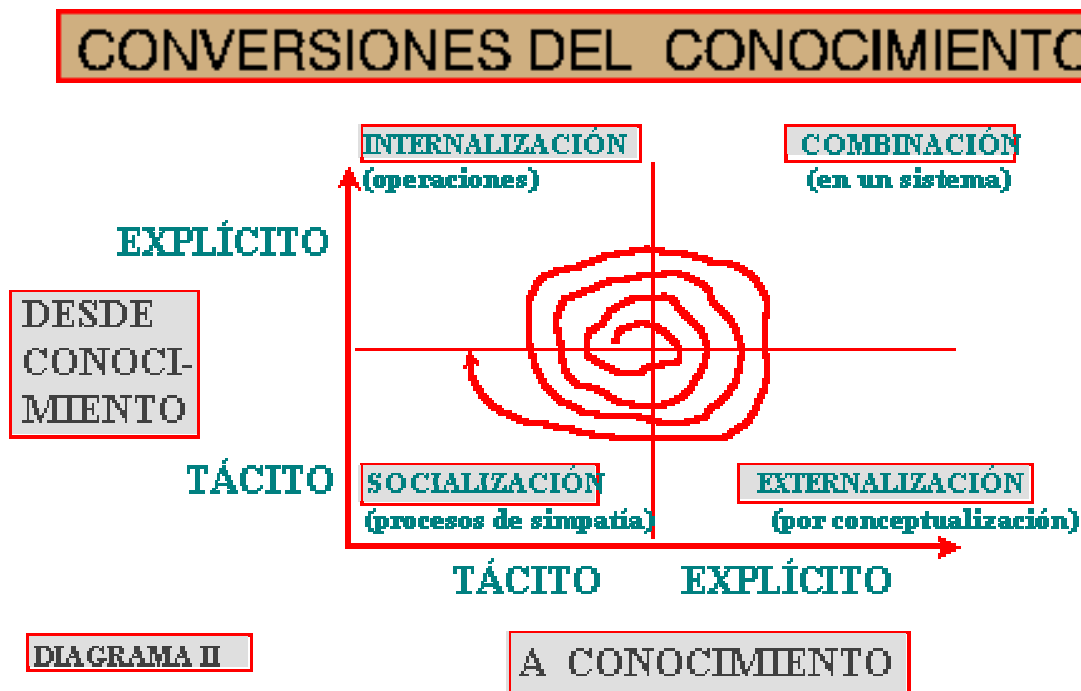 CONVERSIONES DEL CONOCIMIENTO
INTERNALIZACIÓN
(operaciones)
COMBINACIÓN
(en un sistema)
EXPLÍCITO
DESDE
CONOCI-
MIENTO
TÁCITO
SOCIALIZACIÓN
(procesos de simpatía)
EXTERNALIZACIÓN
(por conceptualización)
TÁCITO
EXPLÍCITO
DIAGRAMA II
A CONOCIMIENTO